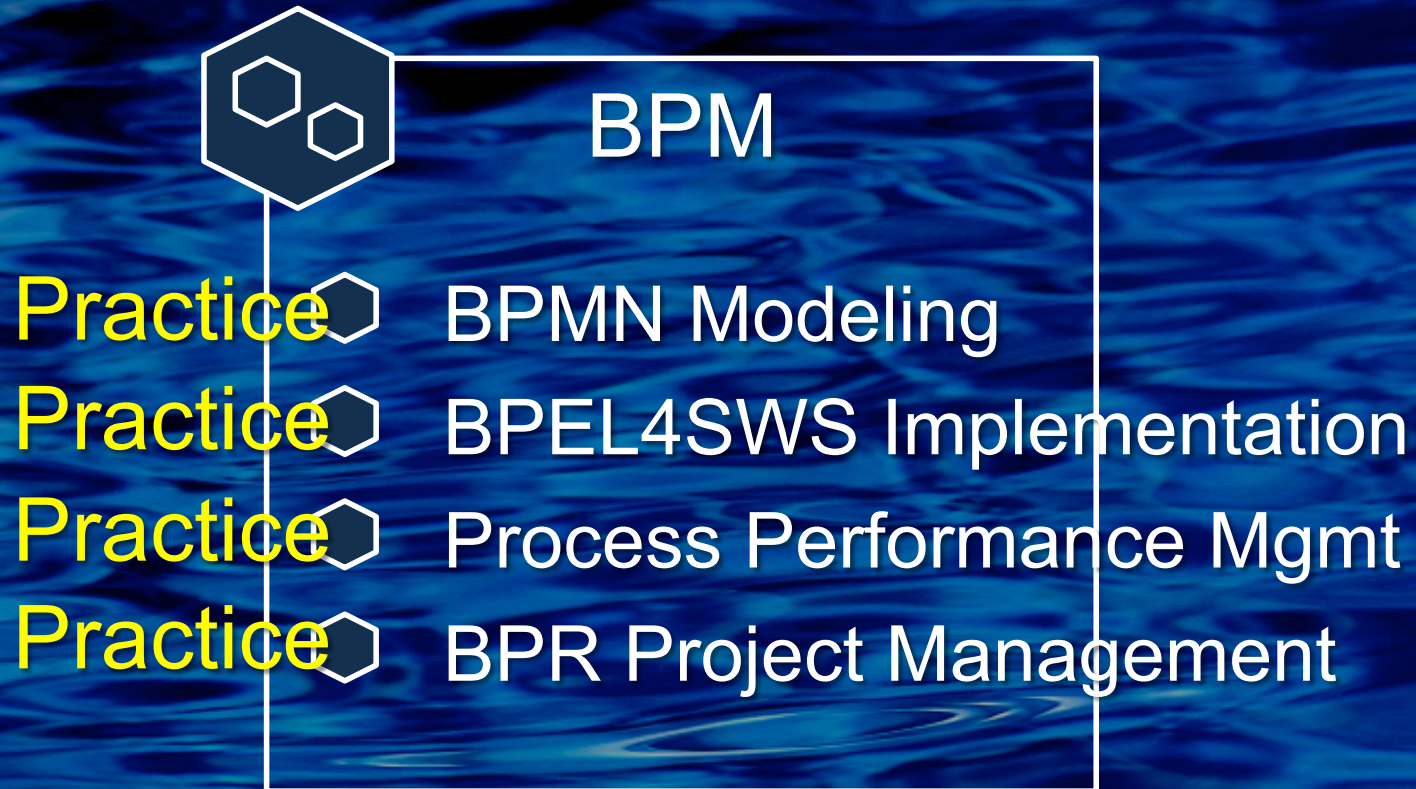 BPM
Practice BPMN Modeling
Practice BPEL4SWS Implementation
Practice Process Performance Mgmt
Practice BPR Project Management